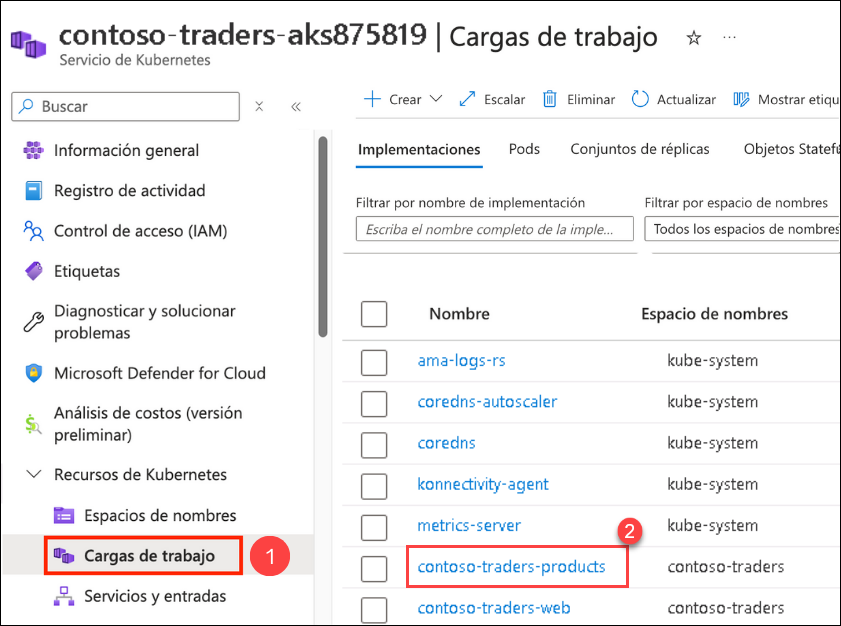 contoso-traders-aks875819 | Cargas de trabajo
Servicio de Kubernetes
Buscar
Información general
Registro de actividad
Control de acceso (IAM)
Etiquetas
Diagnosticar y solucionar
problemas
Microsoft Defender for Cloud
Análisis de costos (versión
preliminar)
Recursos de Kubernetes
Espacios de nombres
Cargas de trabajo
1
Servicios y entradas
Crear
Escalar
Eliminar
Actualizar
Mostrar etiqu
Implementaciones
Pods
Conjuntos de réplicas
Objetos Statefu
Filtrar por nombre de implementación
Filtrar por espacio de nombres
Escriba el nombre completo de la imple...
Todos los espacios de nombres
Nombre
Espacio de nombres
ama-logs-rs
kube-system
coredns-autoscaler
kube-system
coredns
kube-system
konnectivity-agent
kube-system
metrics-server
kube-system
2
contoso-traders-products
contoso-traders
contoso-traders-web
contoso-traders